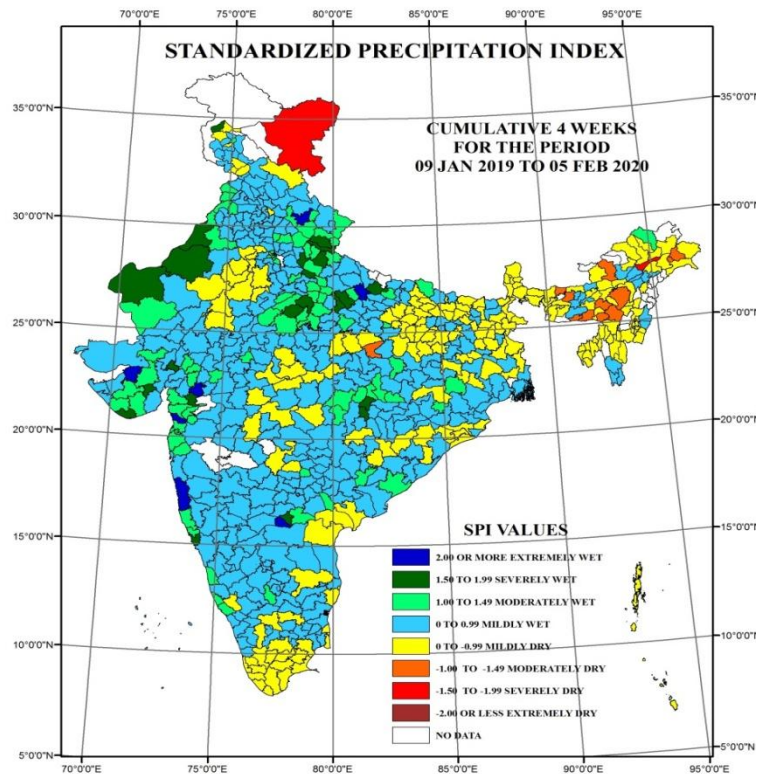 70°0'0"E 75°0'0"E 80°0'0"E 85°0'0"E 90°0'0"E 95°0'0"E
STANDARDIZED PRECIPITATION INDEX
35°0'0"N 35°0'0"N
CUMULATIVE 4 WEEKS
FOR THE PERIOD
09 JAN 2019 TO 05 FEB 2020
30°0'0"N 30°0'0"N
25°0'0"N 25°0'0"N
20°0'0"N 20°0'0"N
15°0'0"N 15°0'0"N
SPI VALUES
2.00 OR MORE EXTREMELY WET
1.50 TO 1.99 SEVERELY WET
1.00 TO 1.49 MODERATELY WET
0 TO 0.99 MILDLY WET
10°0'0"N 10°0'0"N
0 TO -0.99 MILDLY DRY
-1.00 TO -1.49 MODERATELY DRY
-1.50 TO -1.99 SEVERELY DRY
-2.00 OR LESS EXTREMELY DRY
NO DATA
5°0'0"N 5°0'0"N
70°0'0"E 75°0'0"E 80°0'0"E 85°0'0"E 90°0'0"E 95°0'0"E